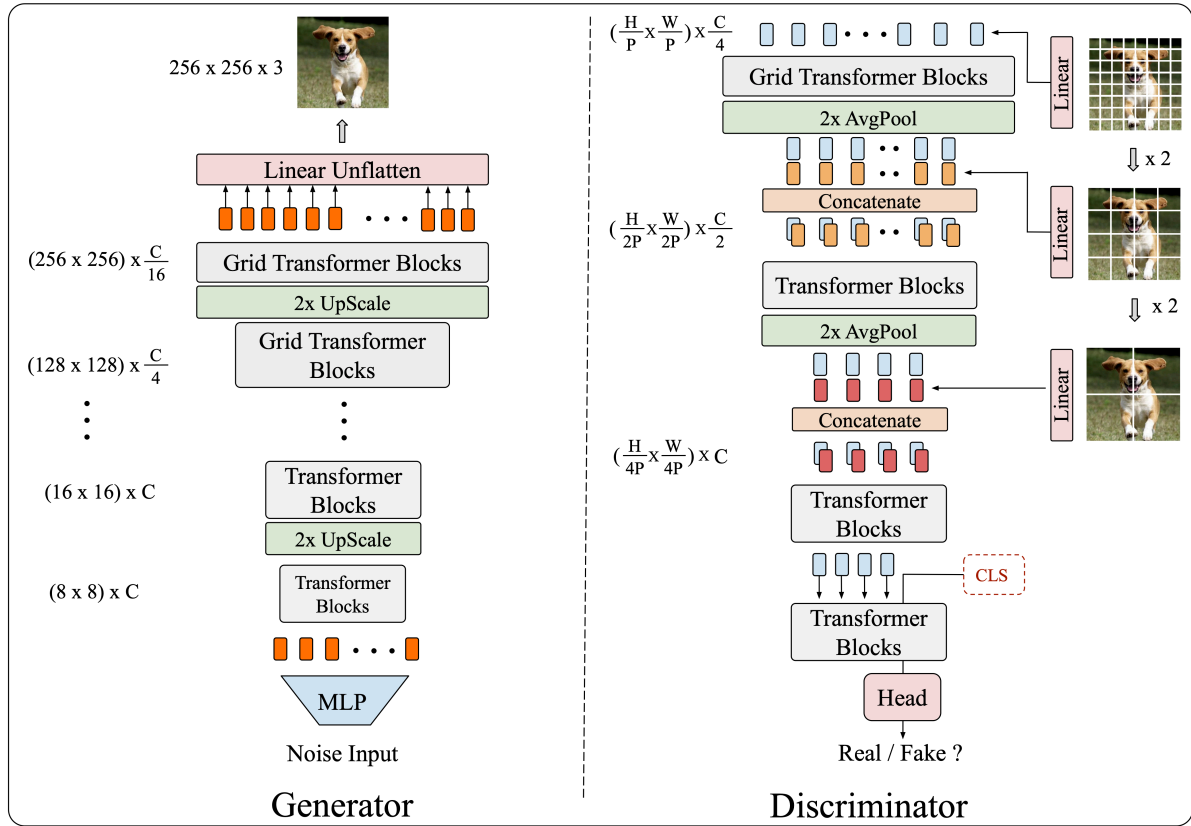 256 x 256 x 3
Linear Unflatten
(256 x 256) x C/16
Grid Transformer Blocks
2x UpScale
(128 x 128) x C/4
Grid Transformer
Blocks
(16 x 16) x C
Transformer
Blocks
2x UpScale
(8 x 8) x C
Transformer
Blocks
MLP
Noise Input
Generator
(H/P x W/P) x C/4
Linear
Grid Transformer Blocks
2x AvgPool
x 2
Concatenate
Linear
(H/2P x W/2P) x C/2
Transformer Blocks
x 2
2x AvgPool
Linear
Concatenate
(H/4P x W/4P) x C
Transformer
Blocks
CLS
Transformer
Blocks
Head
Real / Fake ?
Discriminator